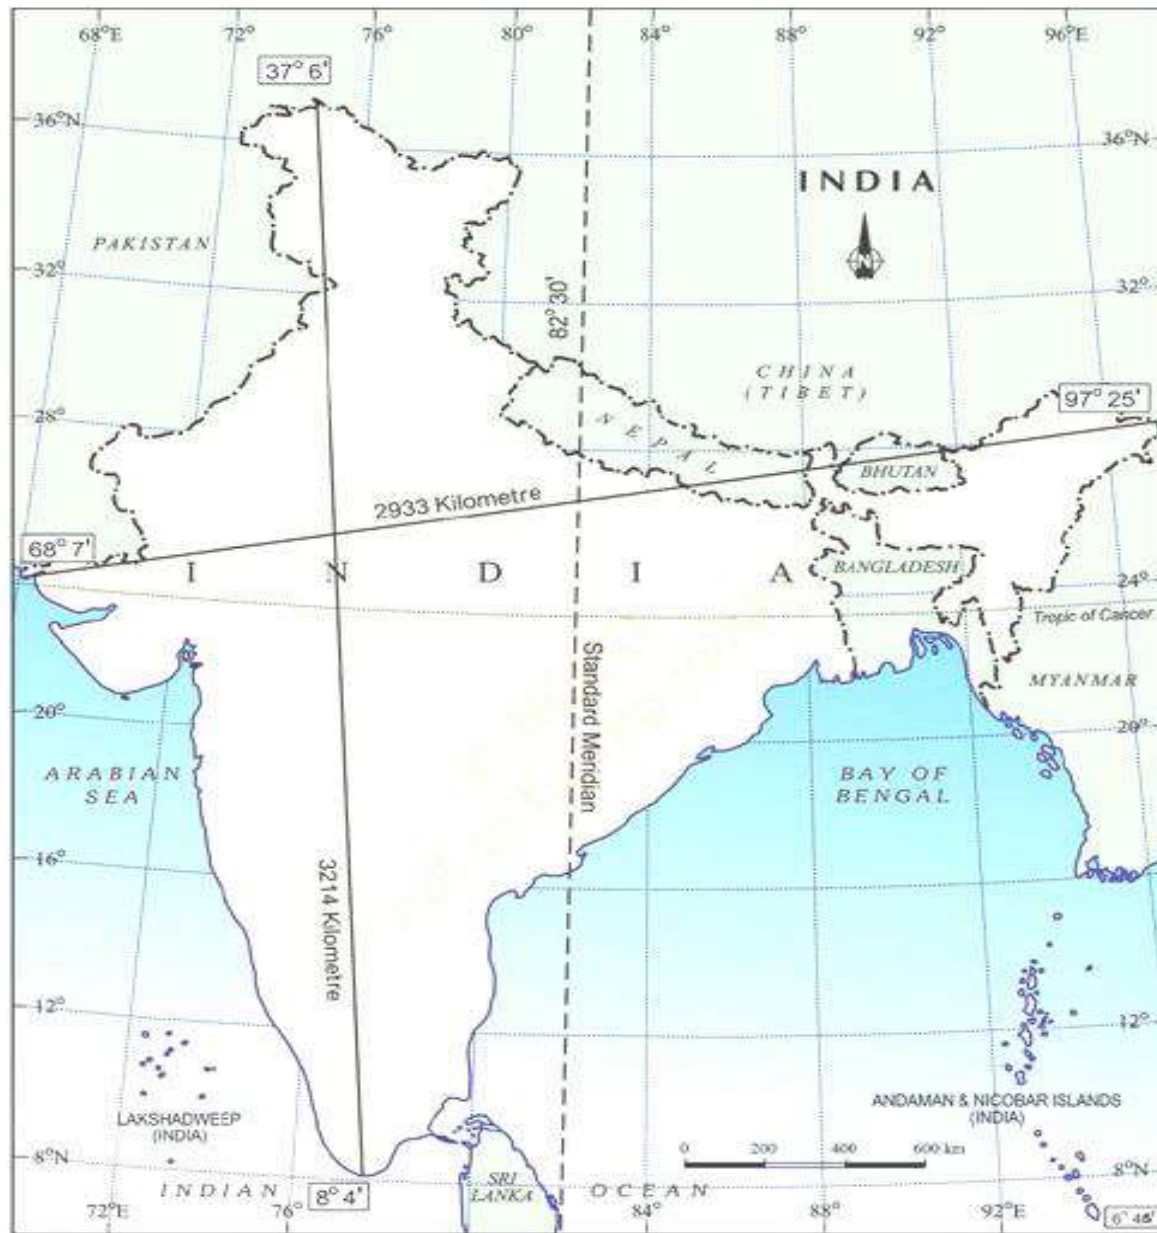 68°E
72°
76°
80°
84°
88°
92°
96°E
37° 6'
36°N
36°N
INDIA
N
PAKISTAN
32°
32°
82° 30'
CHINA
(TIBET)
97° 25'
28°
NEPAL
BHUTAN
2933 Kilometre
68° 7'
I N D I A
BANGLADESH
24°
Tropic of Cancer
Standard Meridian
MYANMAR
20°
20°
ARABIAN
SEA
BAY OF
BENGAL
16°
3214 Kilometre
12°
12°
LAKSHADWEEP
(INDIA)
ANDAMAN & NICOBAR ISLANDS
(INDIA)
0 200 400 600 km
8°N
8°N
INDIAN OCEAN
8° 4'
SRI
LANKA
72°E
76°
84°
88°
92°E
6° 45'